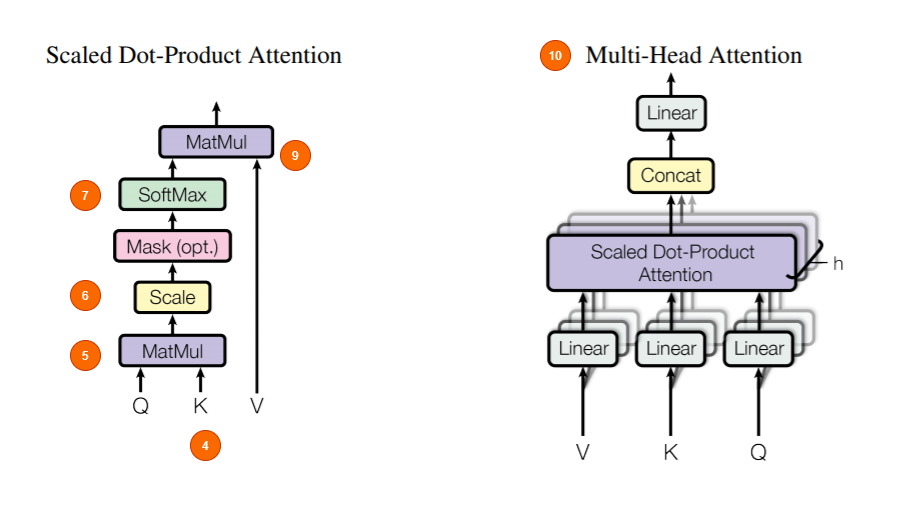 Scaled Dot-Product Attention
MatMul
9
7
SoftMax
Mask (opt.)
6
Scale
5
MatMul
Q K V
4
10 Multi-Head Attention
Linear
Concat
Scaled Dot-Product
Attention
h
Linear Linear Linear
V K Q